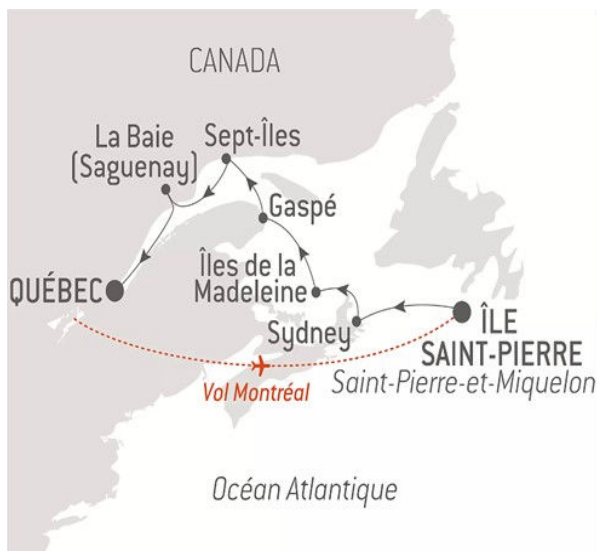 CANADA
La Baie
(Saguenay)
Sept-Îles
Gaspé
Îles de la
Madeleine
QUÉBEC
Sydney
ÎLE
SAINT-PIERRE
Saint-Pierre-et-Miquelon
Vol Montréal
Océan Atlantique